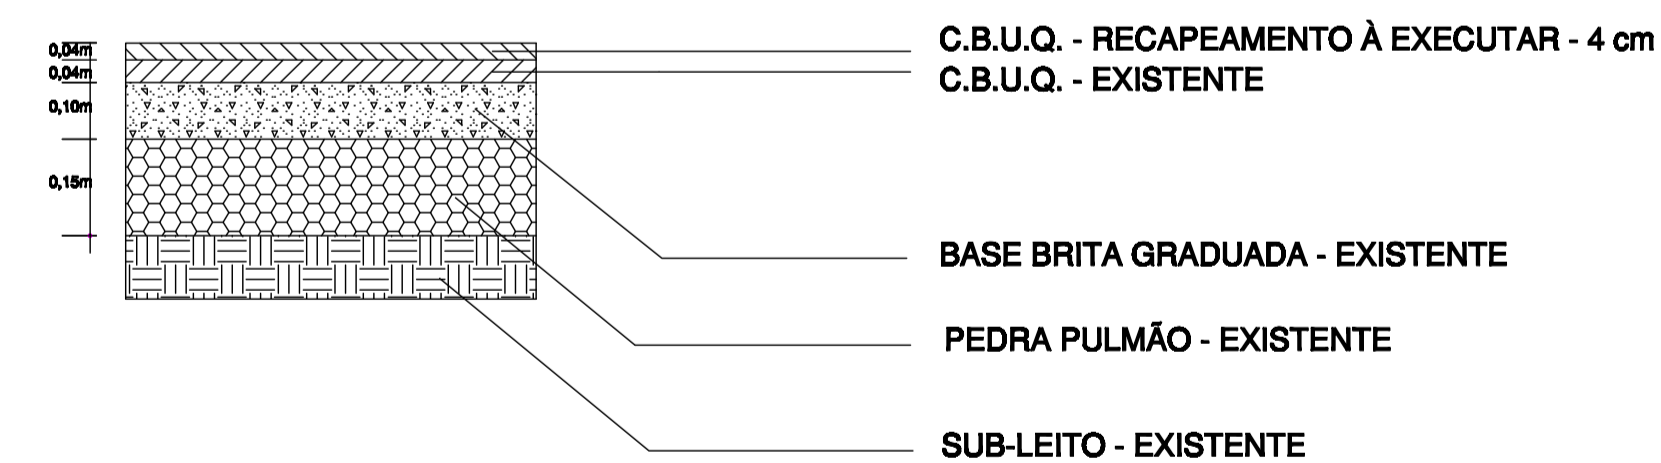 0,04m
C.B.U.Q. - RECAPEAMENTO À EXECUTAR - 4 cm
0,04m
C.B.U.Q. - EXISTENTE
0,10m
0,15m
BASE BRITA GRADUADA - EXISTENTE
PEDRA PULMÃO - EXISTENTE
SUB-LEITO - EXISTENTE